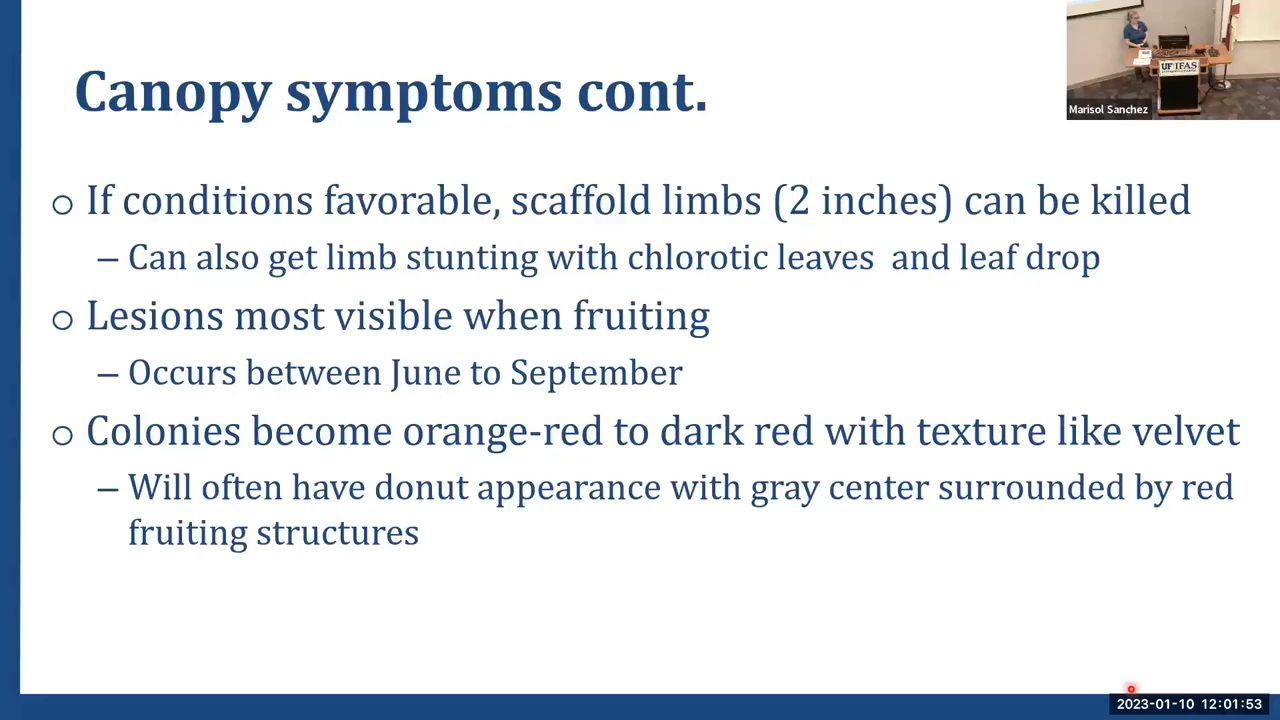 Canopy symptoms cont.
UF IFAS
Marisol Sanchez
o If conditions favorable, scaffold limbs (2 inches) can be killed
– Can also get limb stunting with chlorotic leaves  and leaf drop
o Lesions most visible when fruiting
– Occurs between June to September
o Colonies become orange-red to dark red with texture like velvet
– Will often have donut appearance with gray center surrounded by red
fruiting structures
2023-01-10 12:01:53